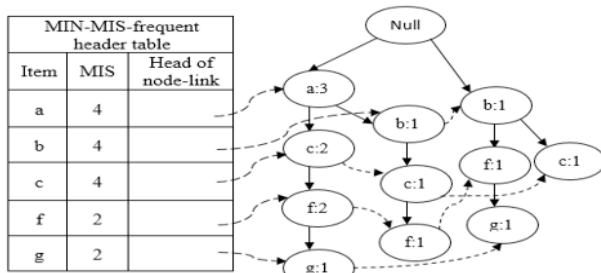 MIN-MIS-frequent
header table
Item MIS Head of
node-link
a 4
b 4
c 4
f 2
g 2
Null
a:3
b:1
b:1
c:2
c:1
f:1
c:1
f:2
f:1
g:1
g:1